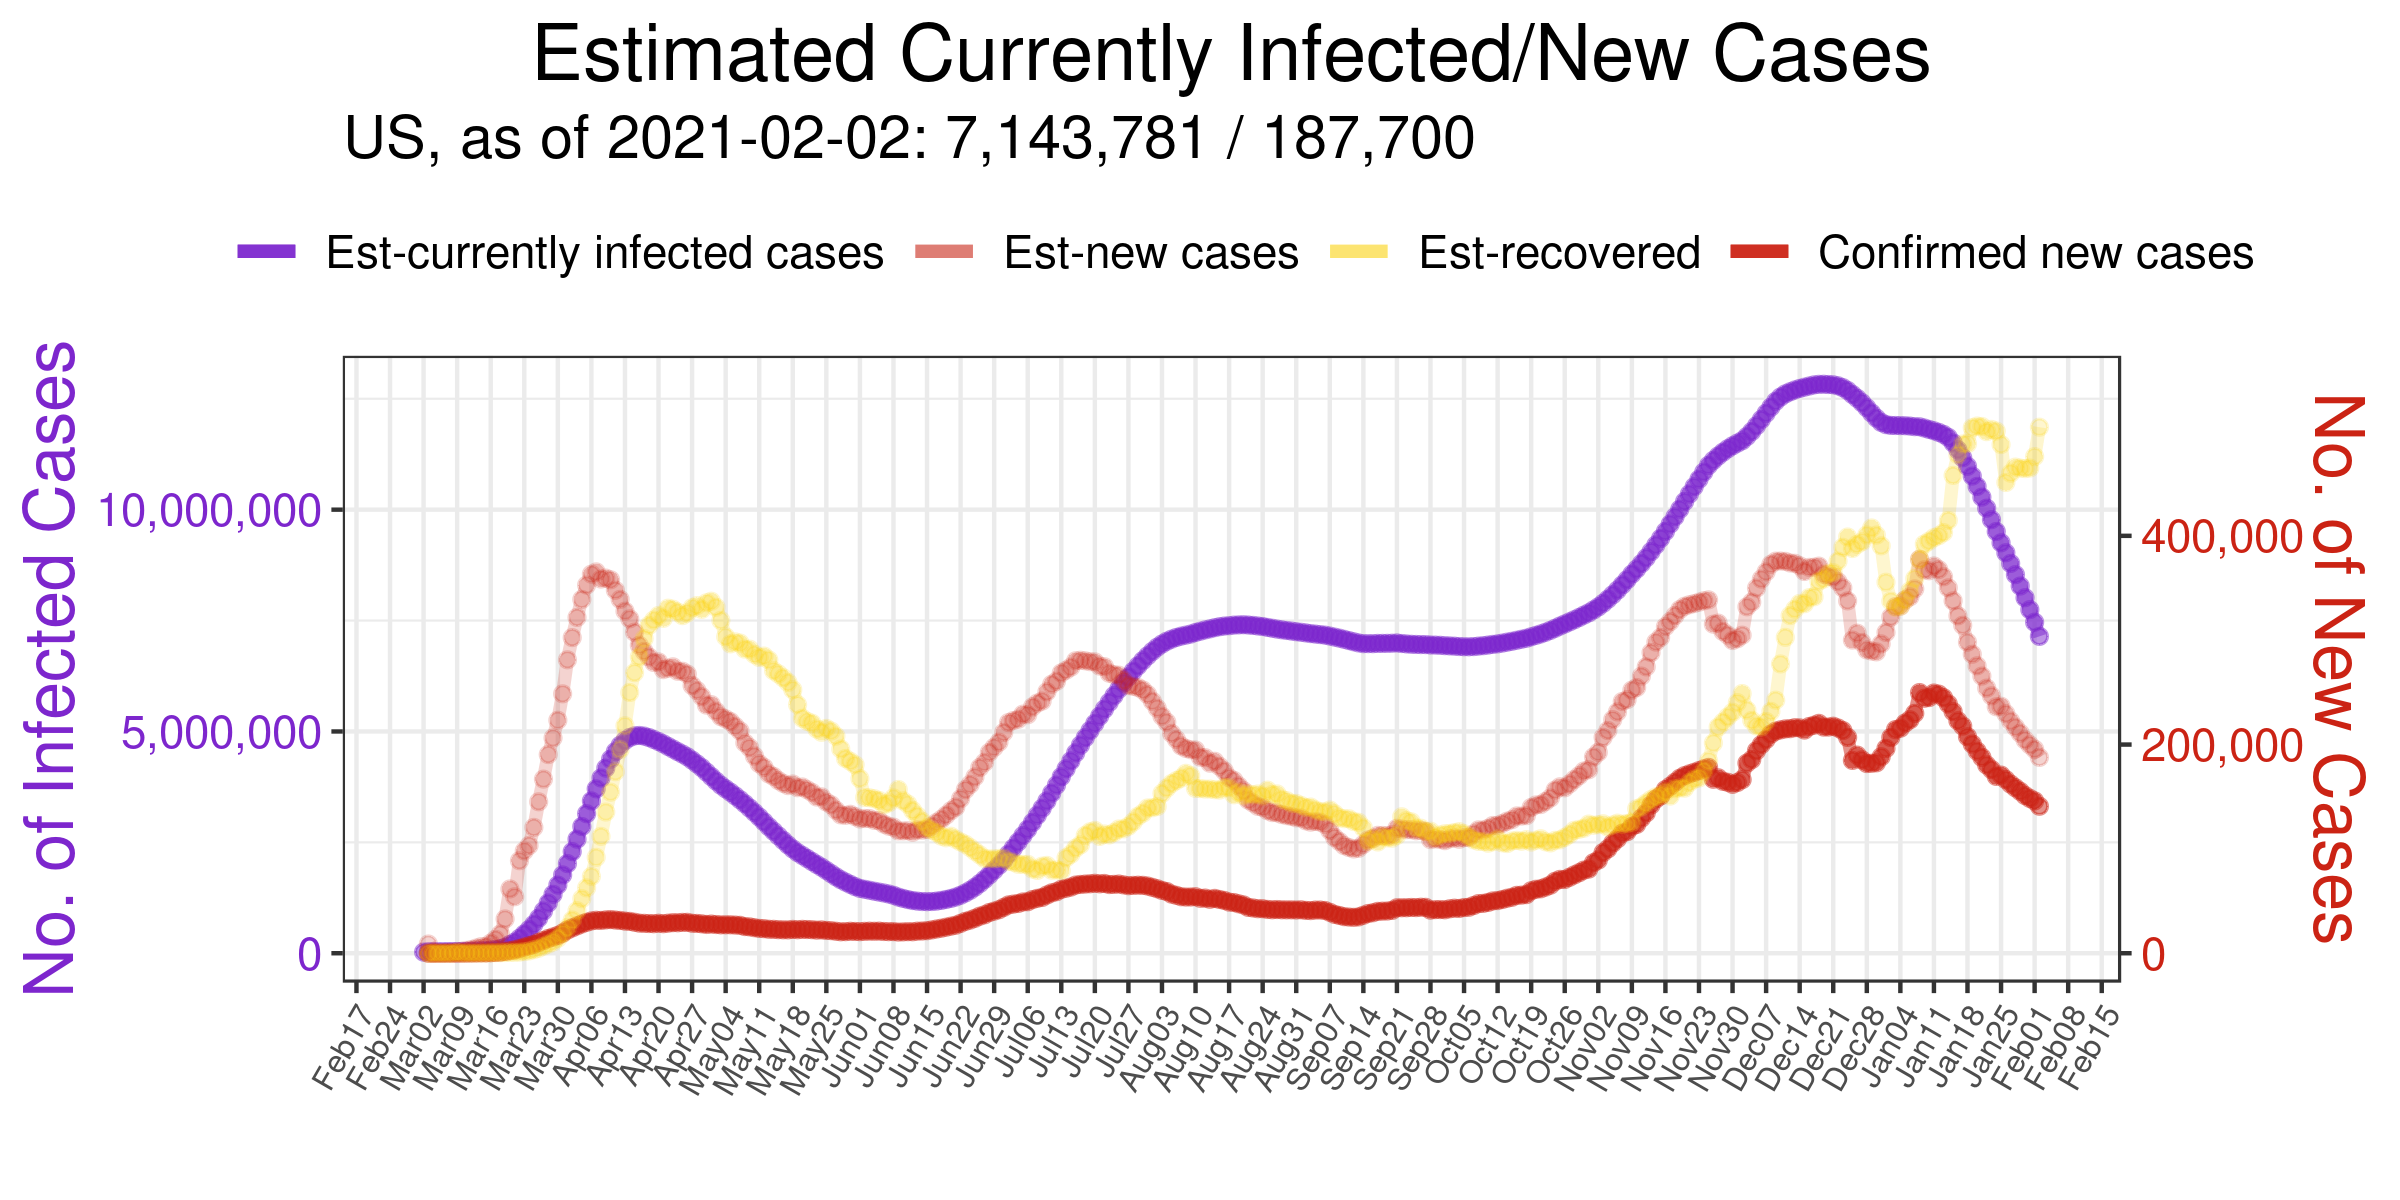 Estimated Currently Infected/New Cases
US, as of 2021-02-02: 7,143,781 / 187,700
Est-currently infected cases
Est-new cases
Est-recovered
Confirmed new cases
No. of Infected Cases
10,000,000
5,000,000
0
400,000
200,000
0
No. of New Cases
Feb17
Feb24
Mar02
Mar09
Mar16
Mar23
Mar30
Apr06
Apr13
Apr20
Apr27
May04
May11
May18
May25
Jun01
Jun08
Jun15
Jun22
Jun29
Jul06
Jul13
Jul20
Jul27
Aug03
Aug10
Aug17
Aug24
Aug31
Sep07
Sep14
Sep21
Sep28
Oct05
Oct12
Oct19
Oct26
Nov02
Nov09
Nov16
Nov23
Nov30
Dec07
Dec14
Dec21
Dec28
Jan04
Jan11
Jan18
Jan25
Feb01
Feb08
Feb15